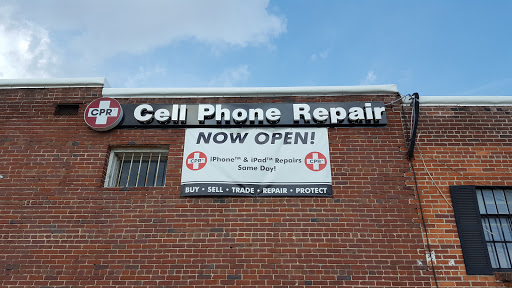 CPR Cell Phone Repair
NOW OPEN!
CPR iPhone™ & iPad™ Repairs CPR
Same Day!
BUY • SELL • TRADE • REPAIR • PROTECT